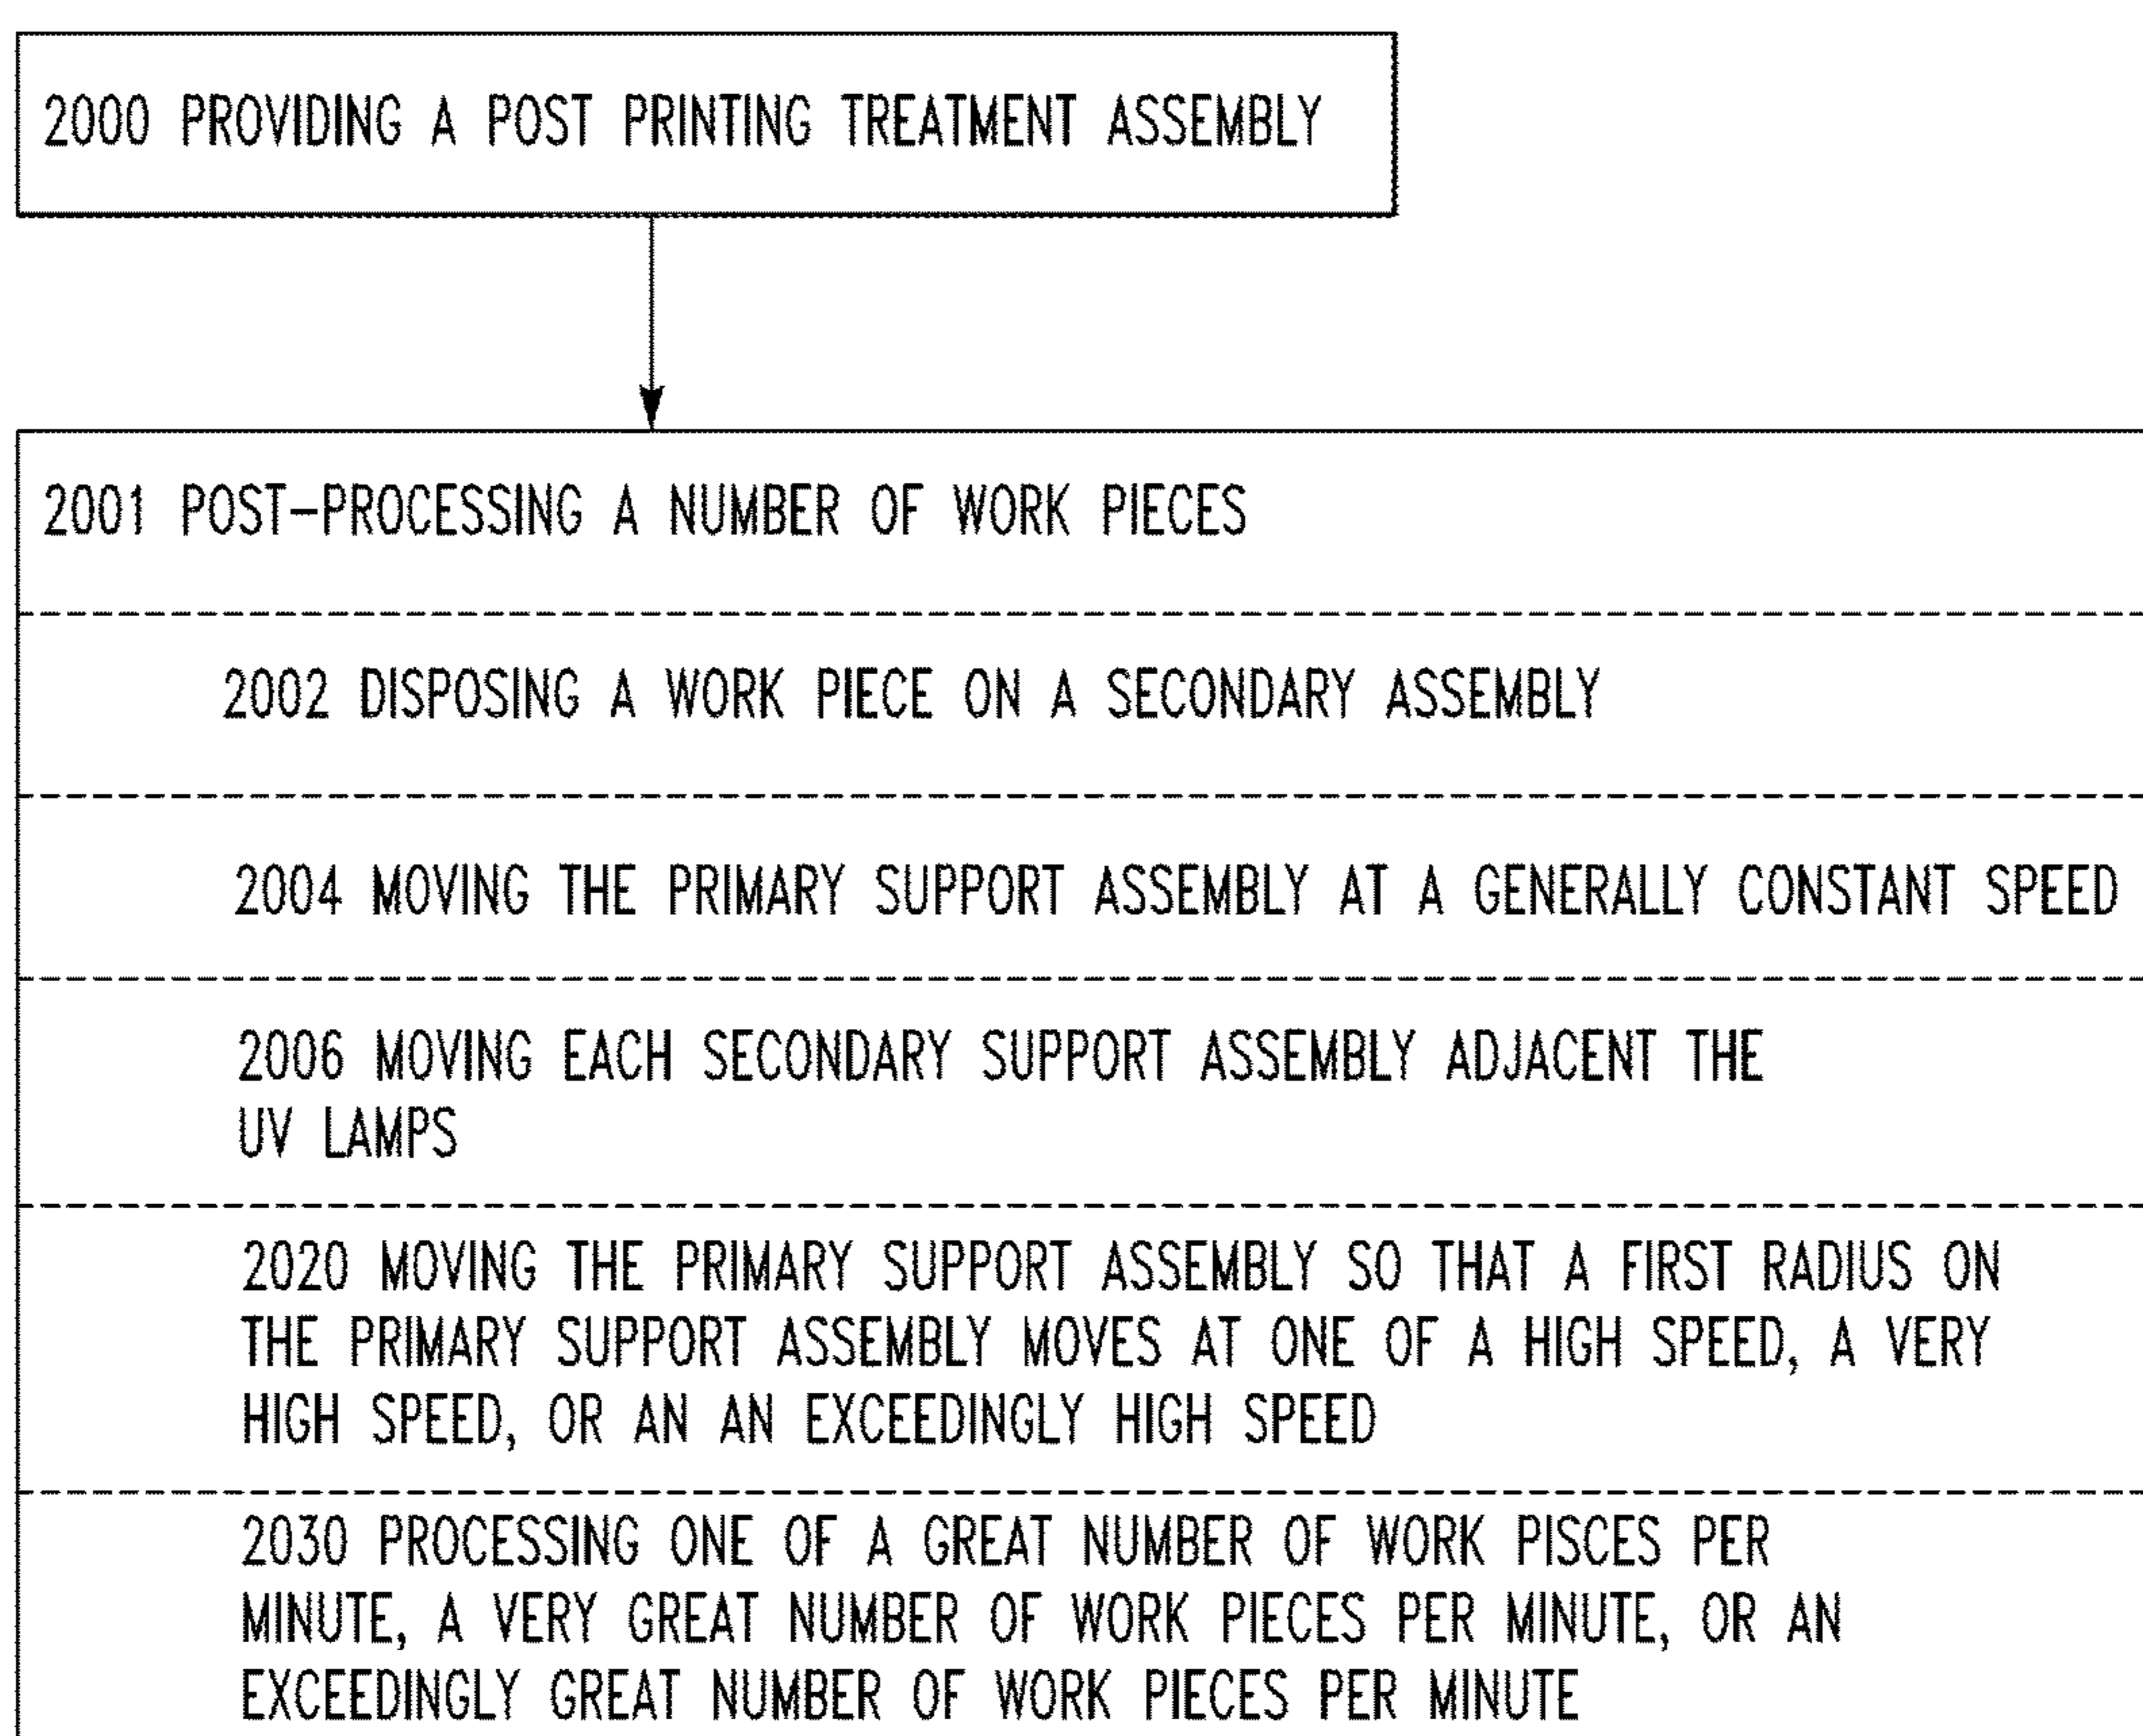 2000 PROVIDING A POST PRINTING TREATMENT ASSEMBLY
2001 POST-PROCESSING A NUMBER OF WORK PIECES
2002 DISPOSING A WORK PIECE ON A SECONDARY ASSEMBLY
2004 MOVING THE PRIMARY SUPPORT ASSEMBLY AT A GENERALLY CONSTANT SPEED
2006 MOVING EACH SECONDARY SUPPORT ASSEMBLY ADJACENT THE
UV LAMPS
2020 MOVING THE PRIMARY SUPPORT ASSEMBLY SO THAT A FIRST RADIUS ON
THE PRIMARY SUPPORT ASSEMBLY MOVES AT ONE OF A HIGH SPEED, A VERY
HIGH SPEED, OR AN AN EXCEEDINGLY HIGH SPEED
2030 PROCESSING ONE OF A GREAT NUMBER OF WORK PISCES PER
MINUTE, A VERY GREAT NUMBER OF WORK PIECES PER MINUTE, OR AN
EXCEEDINGLY GREAT NUMBER OF WORK PIECES PER MINUTE